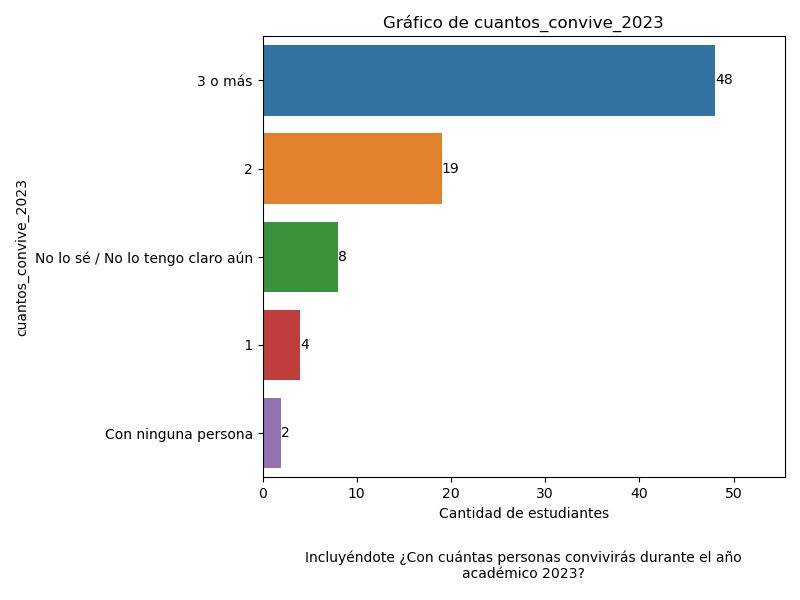 Gráfico de cuantos_convive_2023
cuantos_convive_2023
3 o más
48
2
19
No lo sé / No lo tengo claro aún
8
1
4
Con ninguna persona
2
0 10 20 30 40 50
Cantidad de estudiantes
Incluyéndote ¿Con cuántas personas convivirás durante el año
académico 2023?